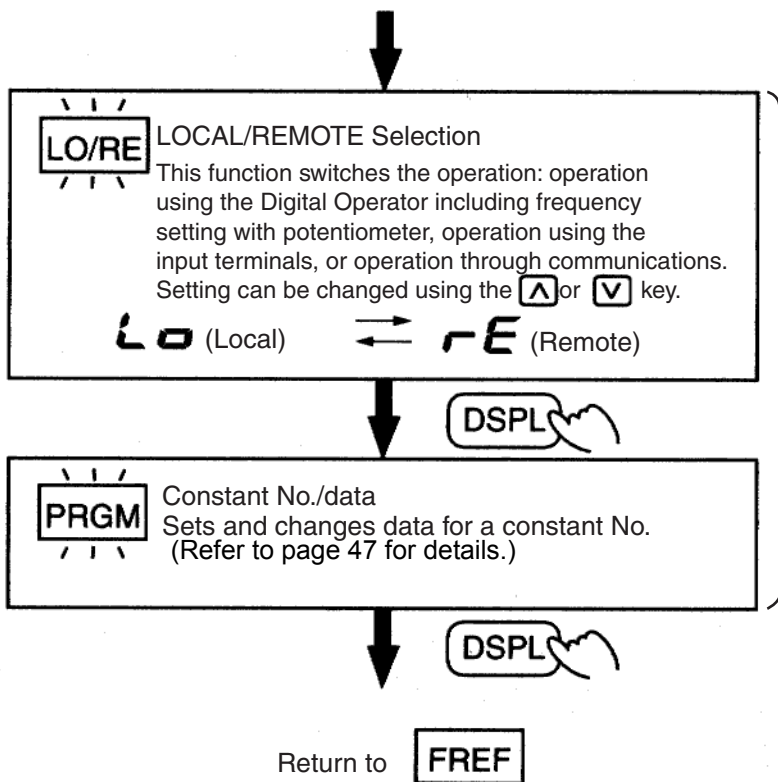 LO/RE
LOCAL/REMOTE Selection
This function switches the operation: operation
using the Digital Operator including frequency
setting with potentiometer, operation using the
input terminals, or operation through communications.
Setting can be changed using the ∧ or ∨ key.
Lo (Local) rE (Remote)
DSPL
PRGM
Constant No./data
Sets and changes data for a constant No.
(Refer to page 47 for details.)
DSPL
Return to FREF